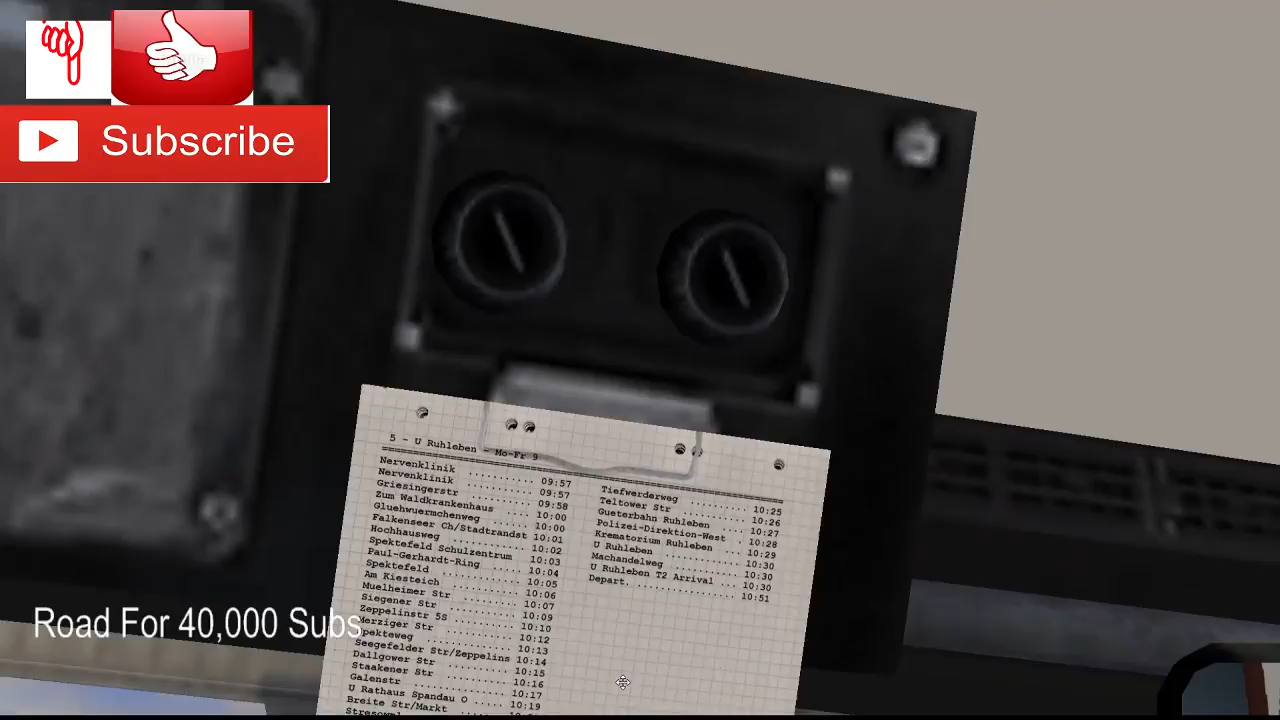 Subscribe
5 - U Ruhleben - Mo-Fr 9
Nervenklinik .......... 09:57
Nervenklinik .......... 09:57
Griesingerstr .......... 09:58
Zum Waldkrankenhaus ..... 10:00
Gluehwuermchenweg ...... 10:00
Falkenseer Ch/Stadtrandst 10:01
Hochhausweg ............ 10:02
Spektefeld Schulzentrum 10:03
Paul-Gerhardt-Ring ..... 10:04
Spektefeld ............. 10:05
Am Kiesteich ........... 10:06
Muelheimer Str ......... 10:07
Siegener Str ........... 10:09
Zeppelinstr 5S ......... 10:10
Merziger Str ........... 10:12
Spekteweg .............. 10:13
Seegefelder Str/Zeppelins 10:14
Dallgower Str .......... 10:15
Staakener Str .......... 10:16
Galenstr ............... 10:17
U Rathaus Spandau O .... 10:19
Breite Str/Markt
Tiefwerderweg .......... 10:25
Teltower Str ........... 10:26
Gueterbahn Ruhleben .... 10:27
Polizei-Direktion-West . 10:28
Krematorium Ruhleben ... 10:29
U Ruhleben ............. 10:30
Machandelweg ........... 10:30
U Ruhleben T2 Arrival .. 10:30
Depart. ................ 10:51
Road For 40,000 Subs